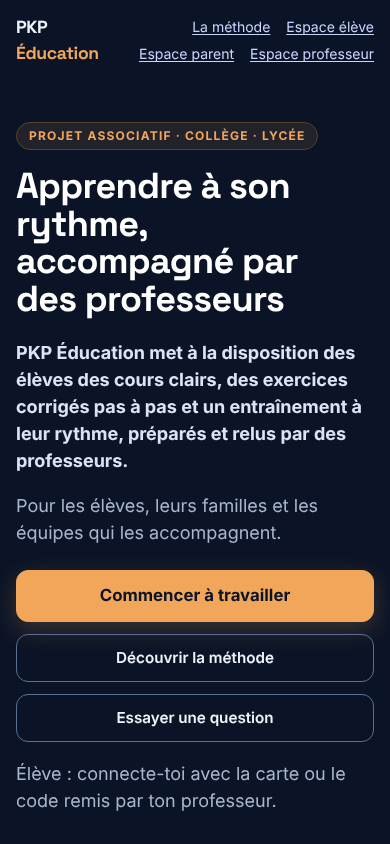 PKP
Éducation
La méthode Espace élève
Espace parent Espace professeur
PROJET ASSOCIATIF · COLLÈGE · LYCÉE
Apprendre à son
rythme,
accompagné par
des professeurs
PKP Éducation met à la disposition des
élèves des cours clairs, des exercices
corrigés pas à pas et un entraînement à
leur rythme, préparés et relus par des
professeurs.
Pour les élèves, leurs familles et les
équipes qui les accompagnent.
Commencer à travailler
Découvrir la méthode
Essayer une question
Élève : connecte-toi avec la carte ou le
code remis par ton professeur.